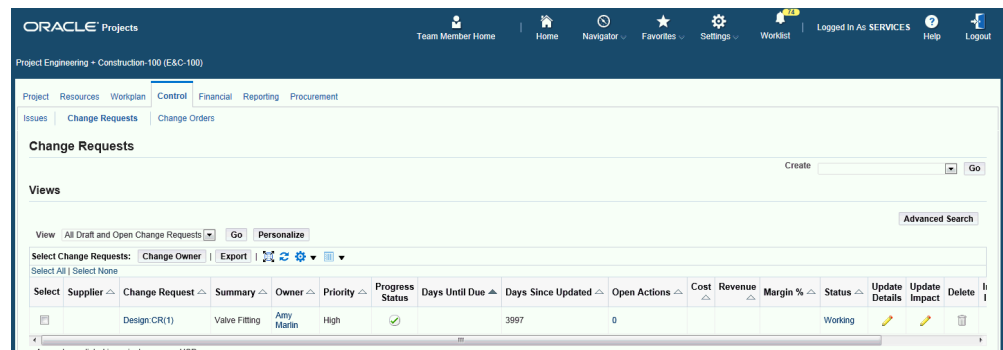 ORACLE Projects
Team Member Home Home Navigator Favorites Settings 74 Worklist Logged In As SERVICES Help Logout
Project Engineering + Construction-100 (E&C-100)
Project Resources Workplan Control Financial Reporting Procurement
Issues Change Requests Change Orders
Change Requests
Create Go
Views
Advanced Search
View All Draft and Open Change Requests Go Personalize
Select Change Requests: Change Owner | Export |
Select All | Select None
Select Supplier Change Request Summary Owner Priority Progress Status Days Until Due Days Since Updated Open Actions Cost Revenue Margin % Status Update Details Update Impact Delete
Design:CR(1) Valve Fitting Amy Marlin High 3997 0 Working